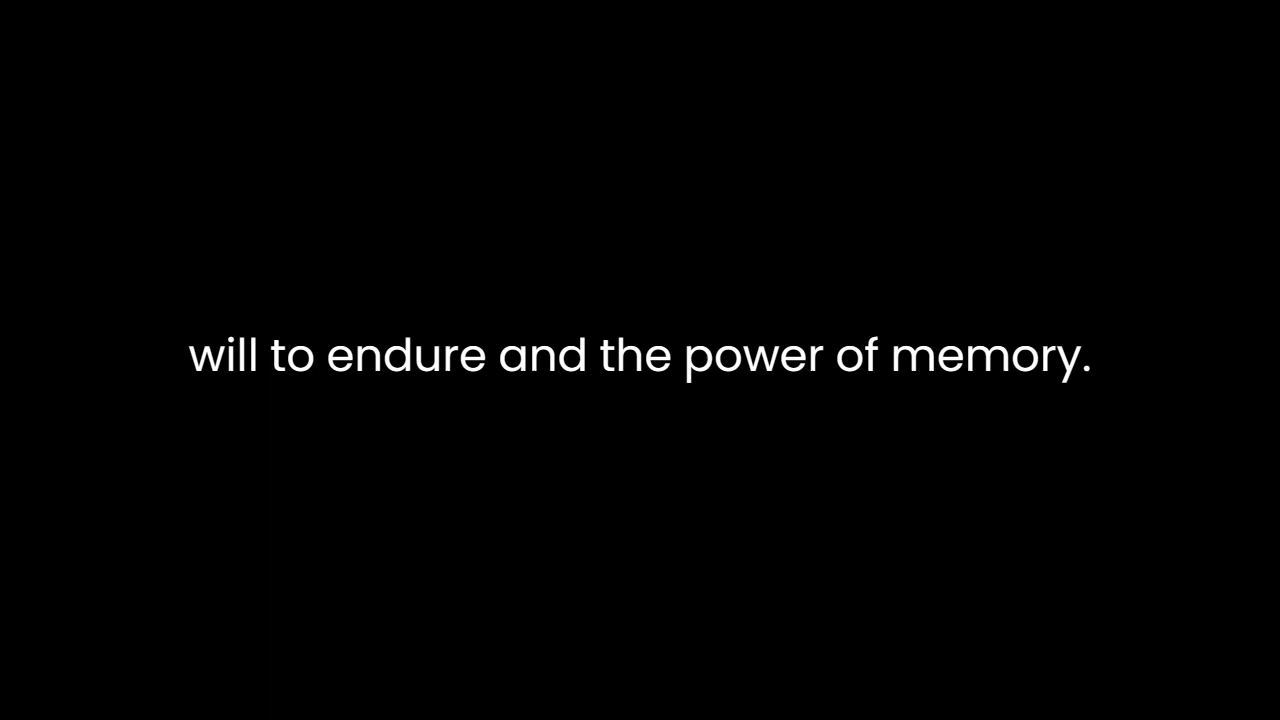 will to endure and the power of memory.